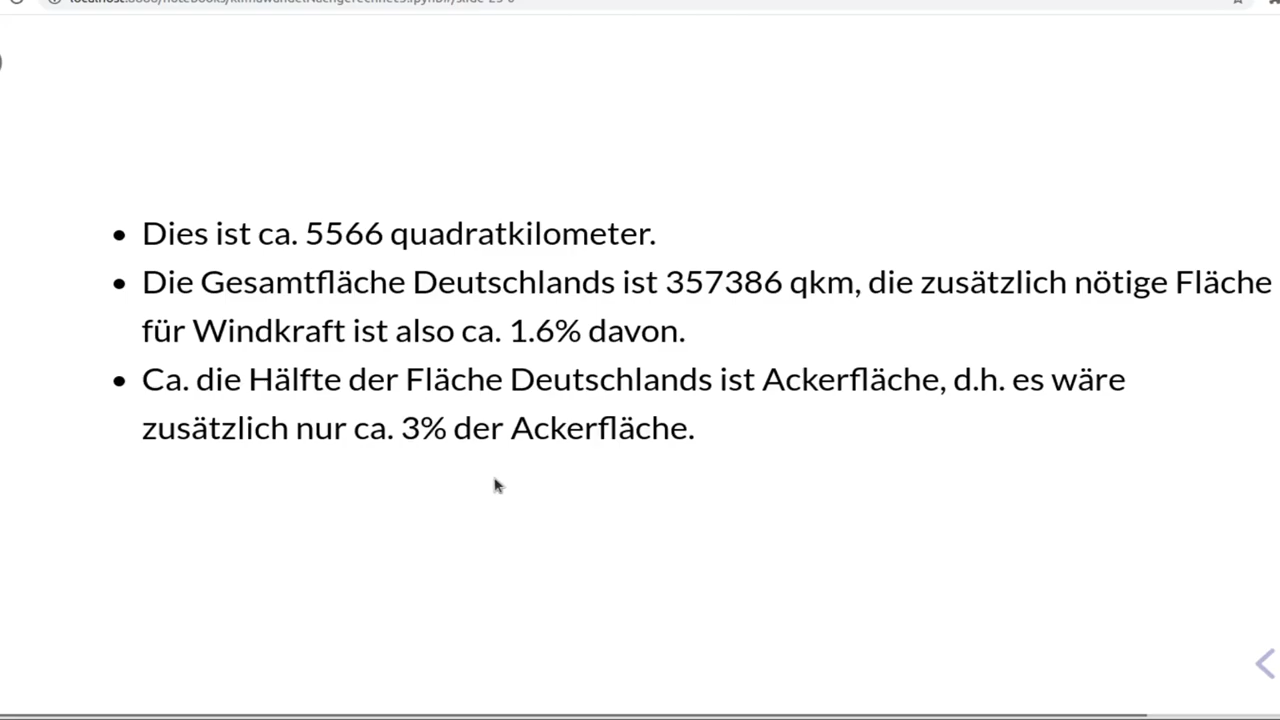 Dies ist ca. 5566 quadratkilometer.
Die Gesamtfläche Deutschlands ist 357386 qkm, die zusätzlich nötige Fläche
für Windkraft ist also ca. 1.6% davon.
Ca. die Hälfte der Fläche Deutschlands ist Ackerfläche, d.h. es wäre
zusätzlich nur ca. 3% der Ackerfläche.